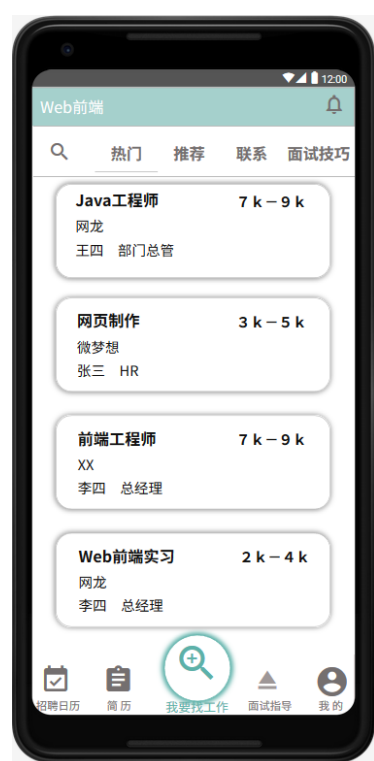 12:00
Web前端
热门 推荐 联系 面试技巧
Java工程师 7 k — 9 k
网龙
王四 部门总管
网页制作 3 k — 5 k
微梦想
张三 HR
前端工程师 7 k — 9 k
XX
李四 总经理
Web前端实习 2 k — 4 k
网龙
李四 总经理
招聘日历 简 历 我要找工作 面试指导 我 的